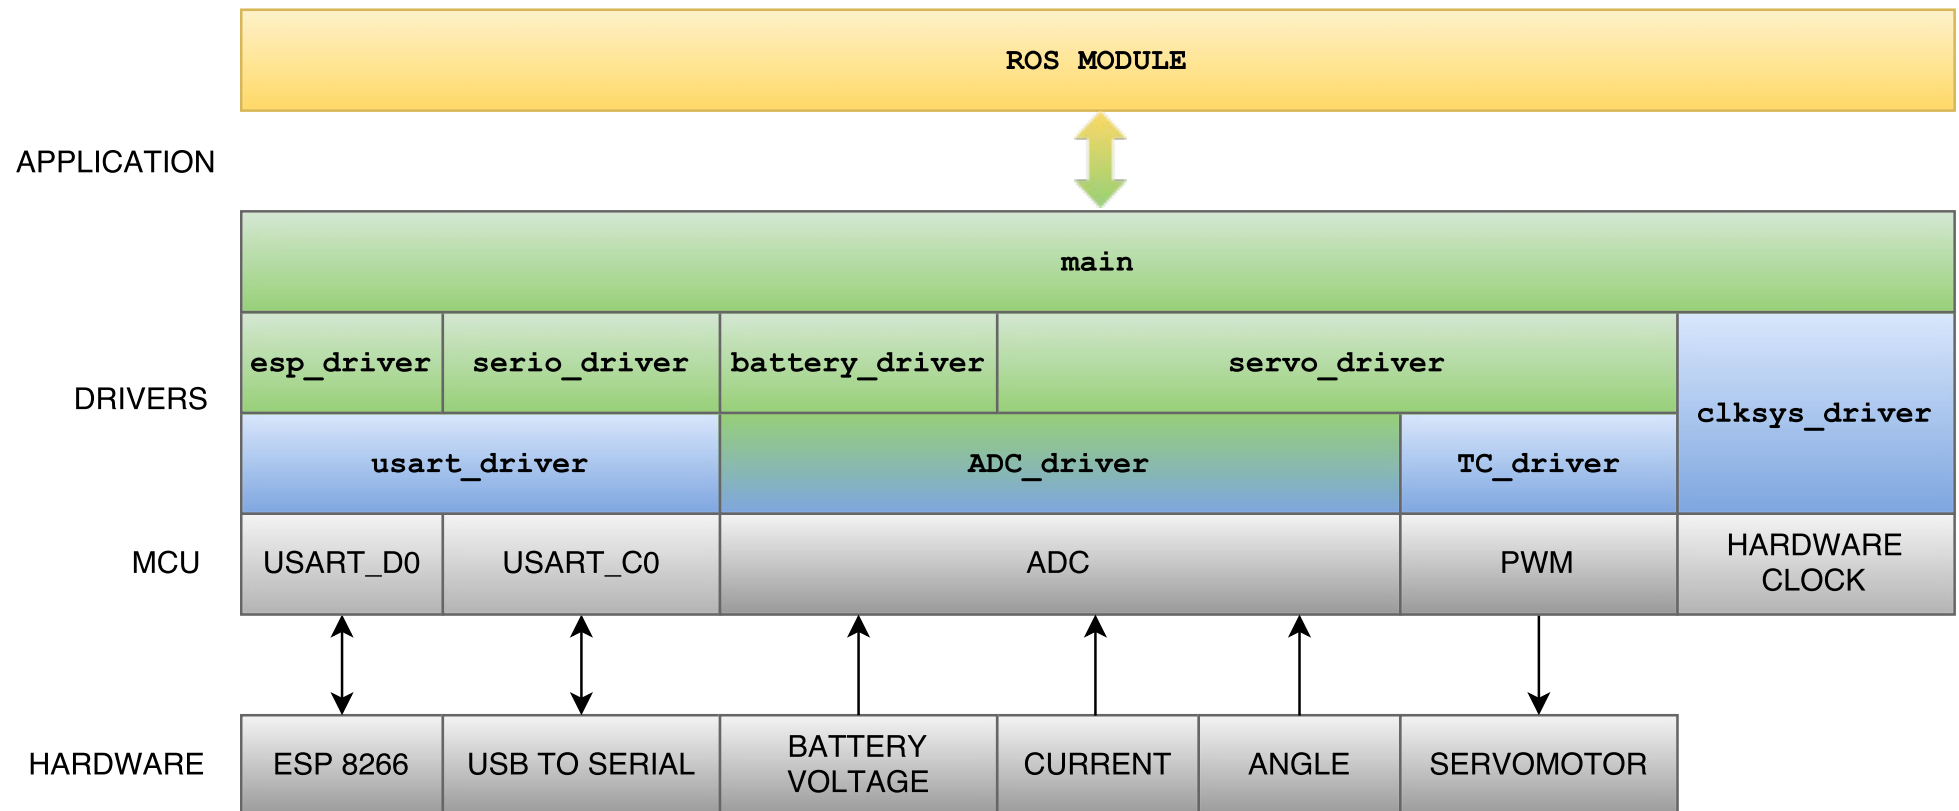 ROS MODULE
APPLICATION
main
esp_driver
serio_driver
battery_driver
servo_driver
DRIVERS
clksys_driver
usart_driver
ADC_driver
TC_driver
MCU
USART_D0
USART_C0
ADC
PWM
HARDWARE
CLOCK
HARDWARE
ESP 8266
USB TO SERIAL
BATTERY
VOLTAGE
CURRENT
ANGLE
SERVOMOTOR